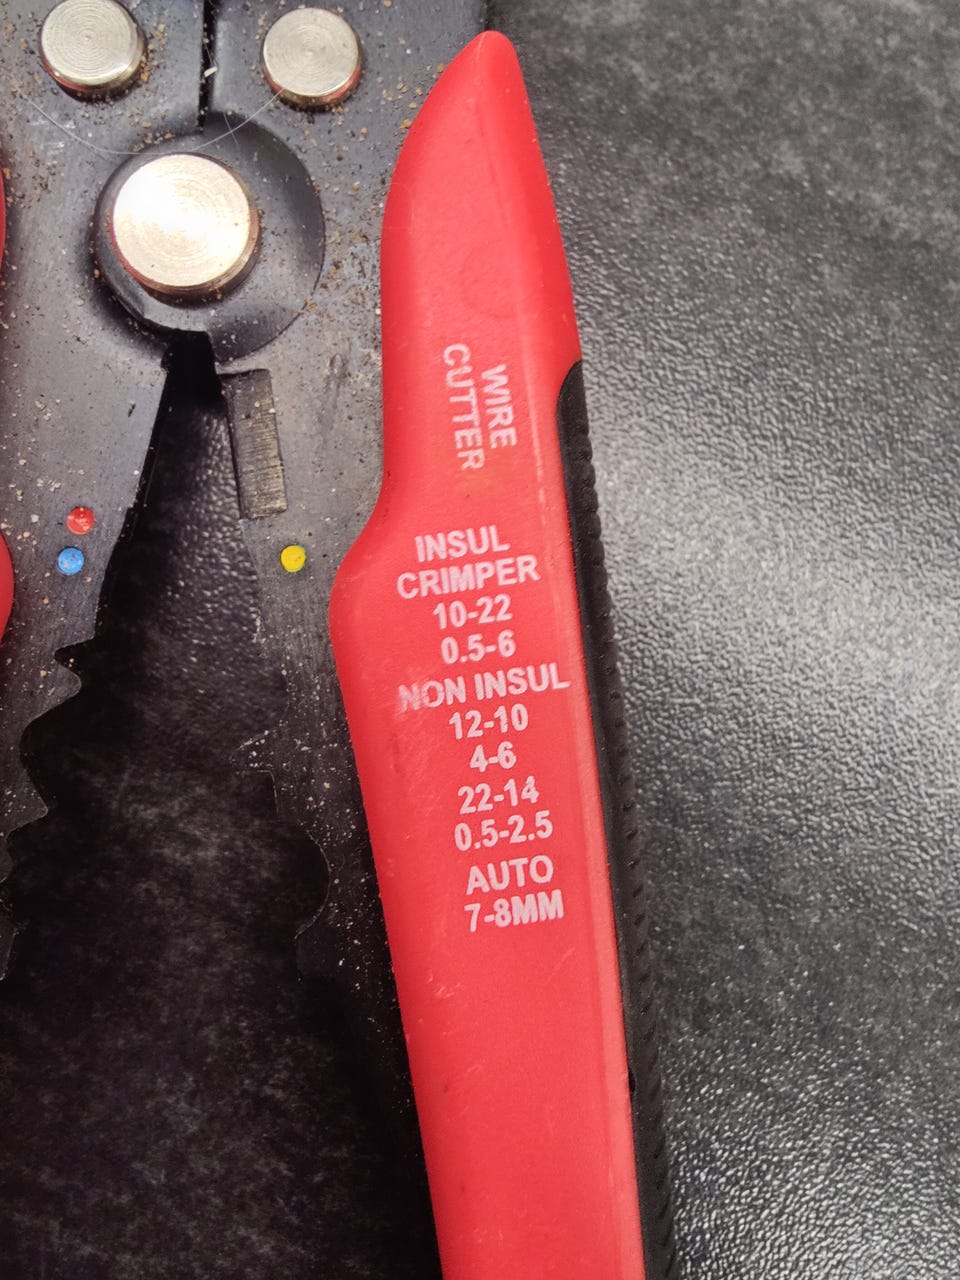 WIRE
CUTTER
INSUL
CRIMPER
10-22
0.5-6
NON INSUL
12-10
4-6
22-14
0.5-2.5
AUTO
7-8MM